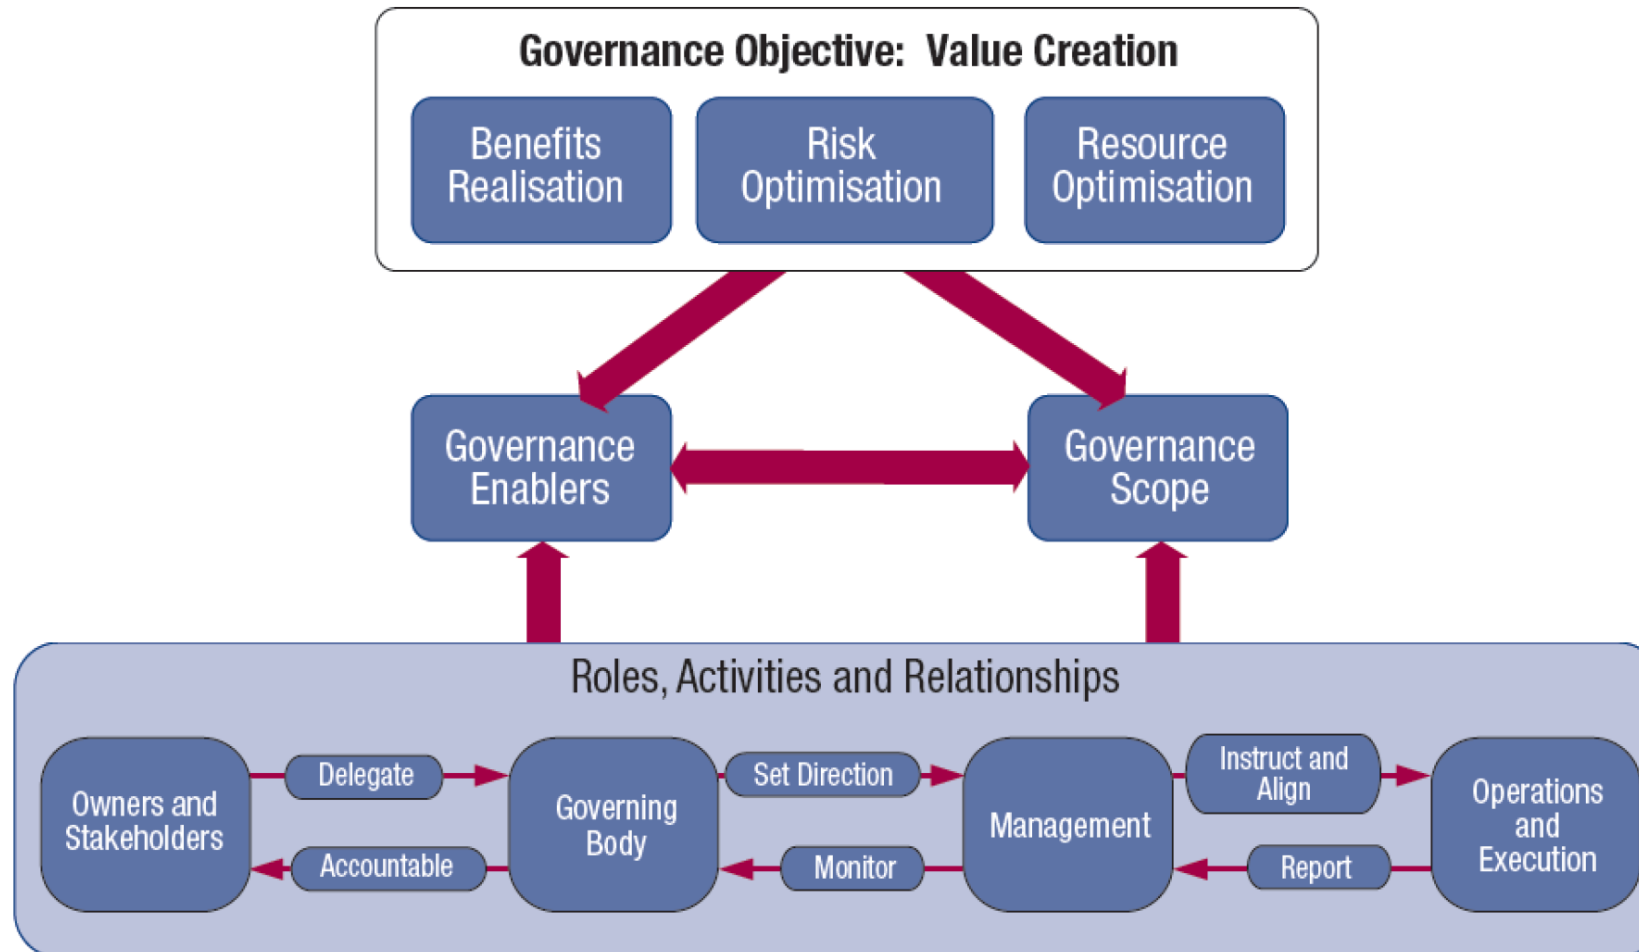 Governance Objective:  Value Creation
Benefits
Realisation
Risk
Optimisation
Resource
Optimisation
Governance
Enablers
Governance
Scope
Roles, Activities and Relationships
Owners and
Stakeholders
Delegate
Accountable
Governing
Body
Set Direction
Monitor
Management
Instruct and
Align
Report
Operations
and
Execution